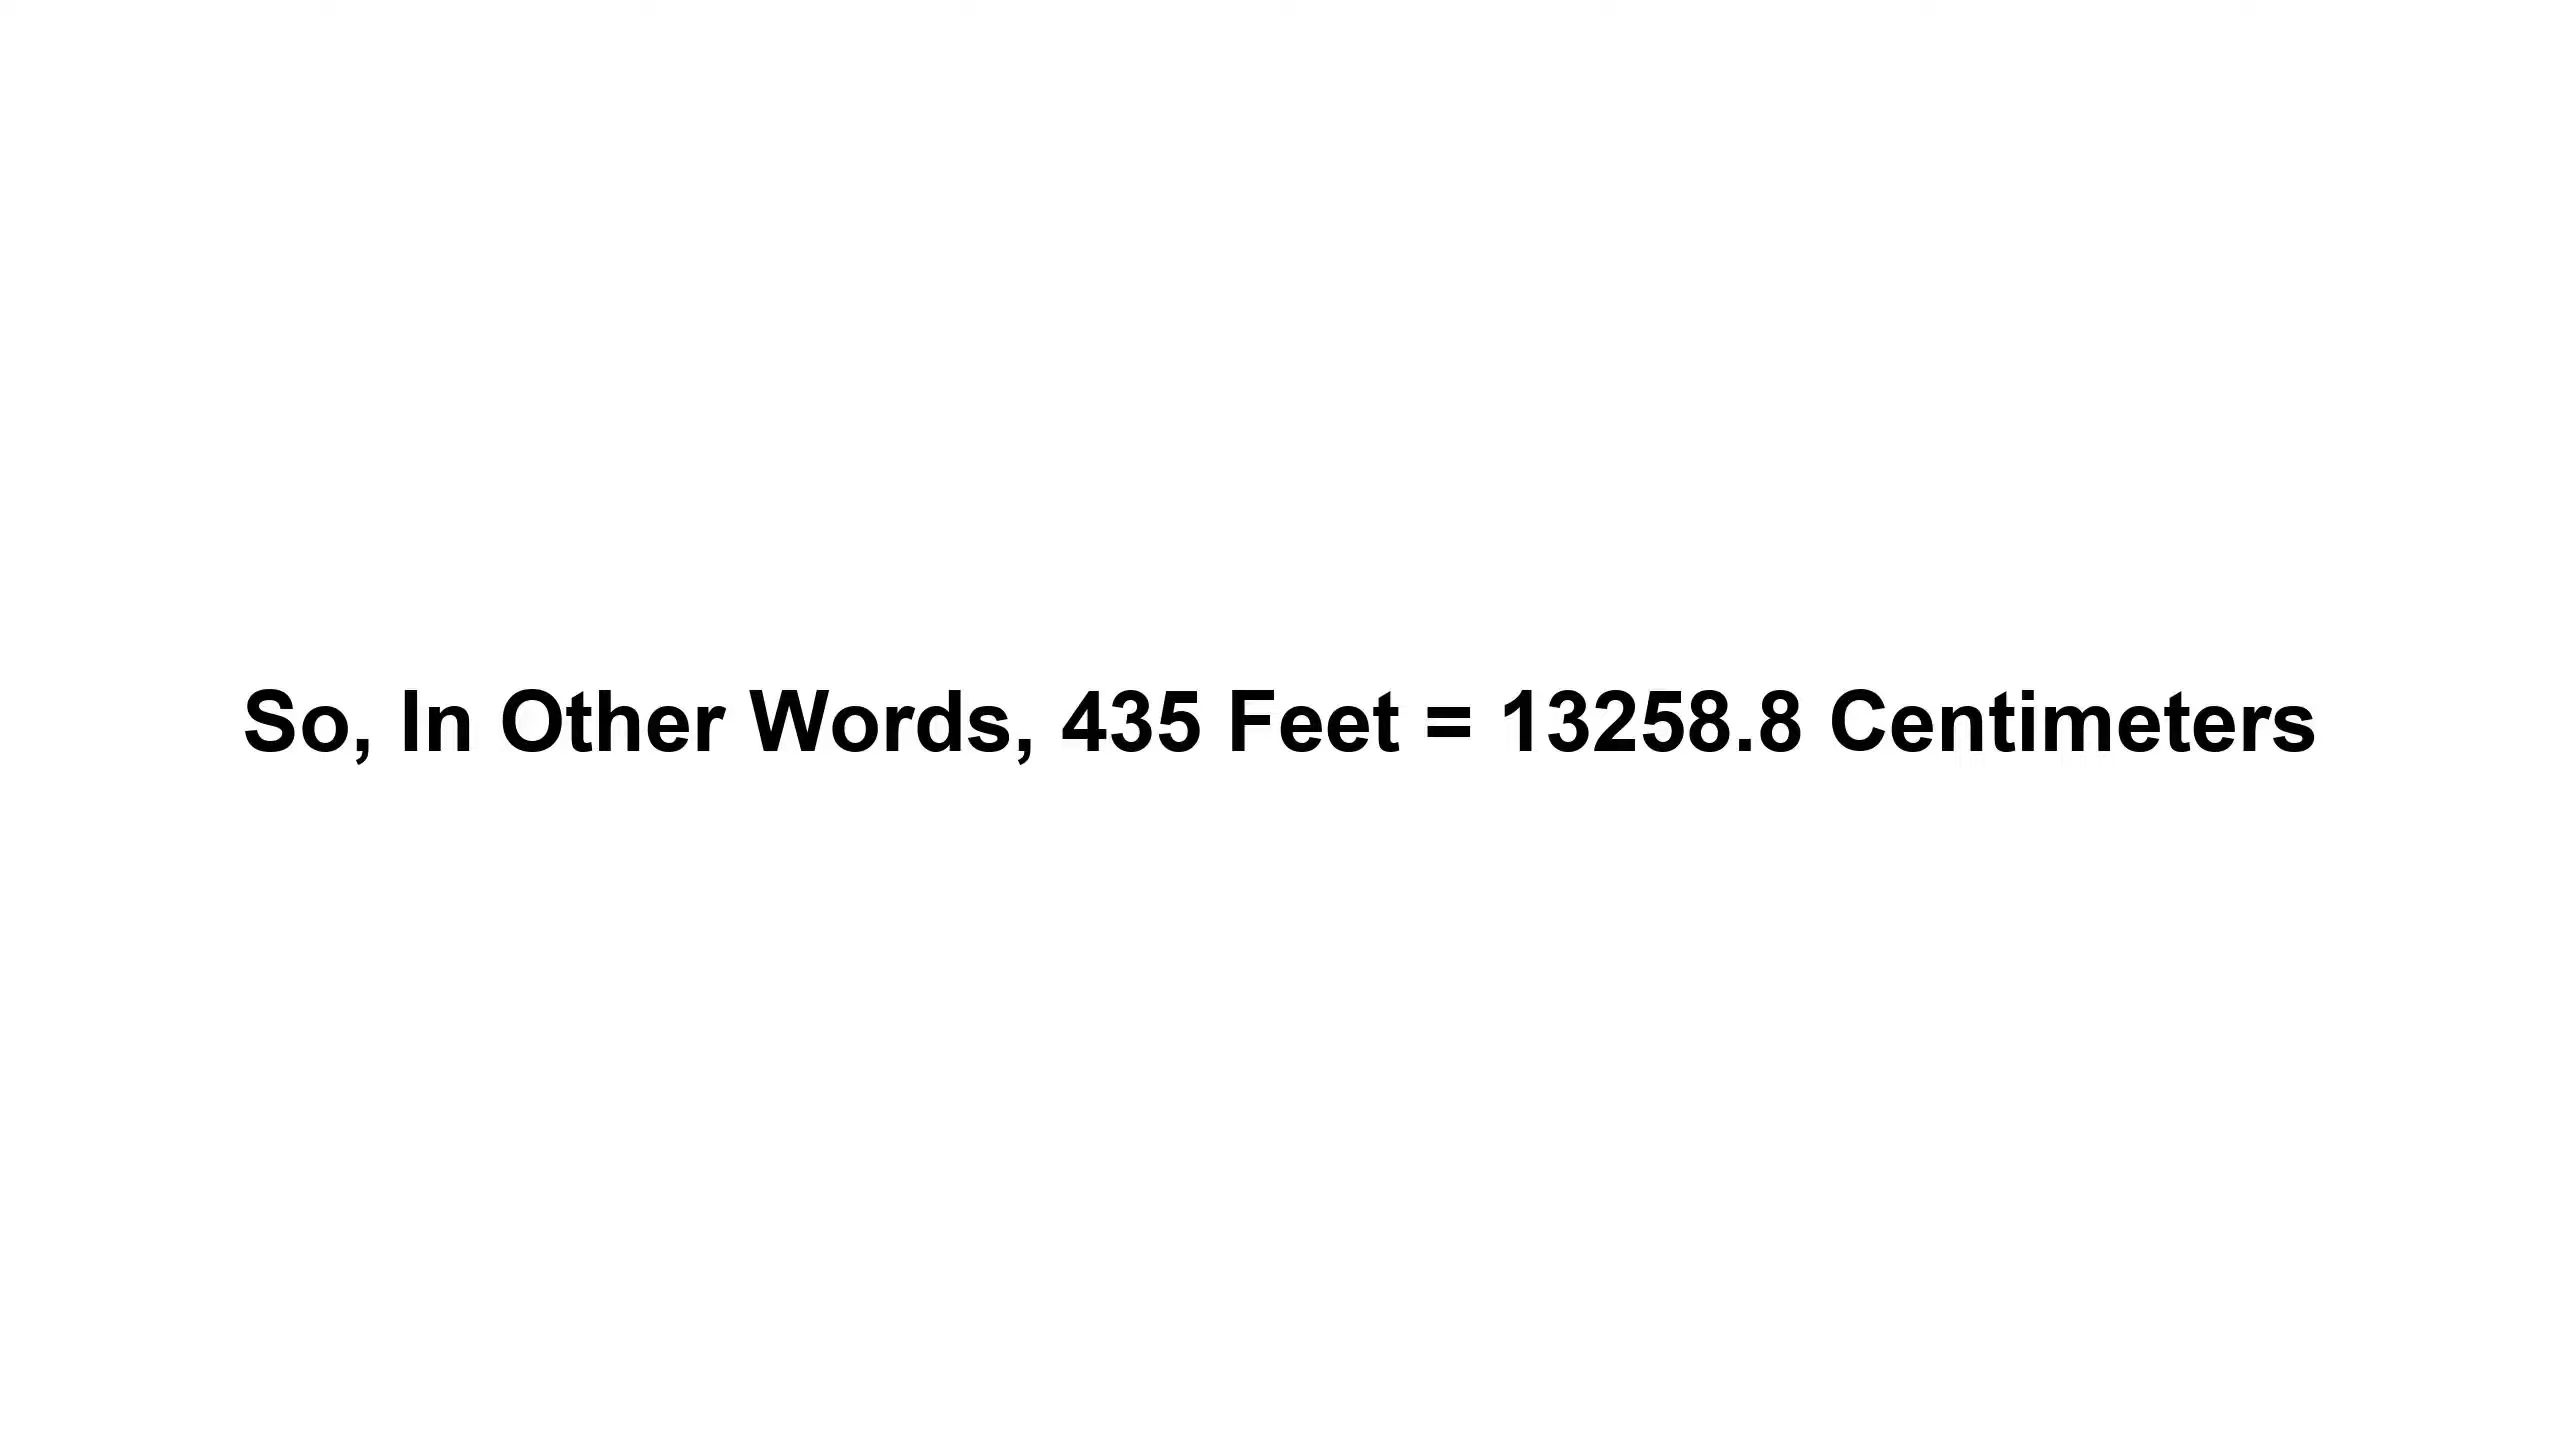 So, In Other Words, 435 Feet = 13258.8 Centimeters